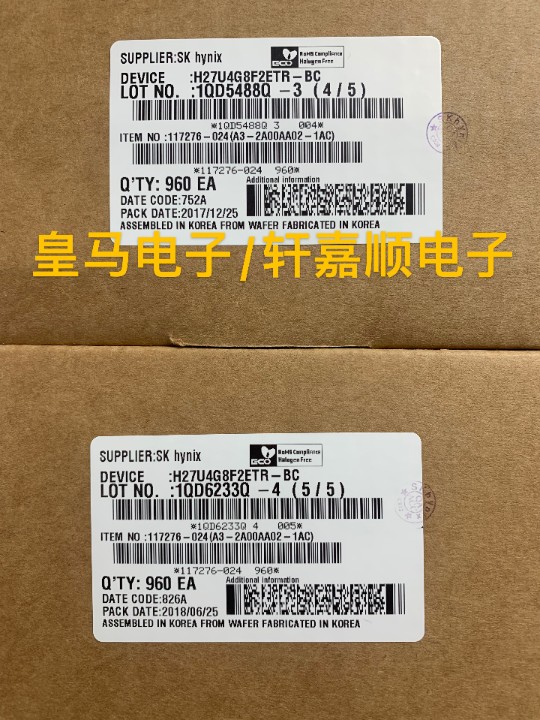 SUPPLIER:SK hynix
ECO
RoHS Compliance
Halogen Free
DEVICE :H27U4G8F2ETR-BC
LOT NO. :1QD5488Q -3 (4/5)
*1QD5488Q 3 004*
ITEM NO :117276-024(A3-2A00AA02-1AC)
*117276-024 960*
Q'TY: 960 EA
Additional information
DATE CODE:752A
PACK DATE:2017/12/25
ASSEMBLED IN KOREA FROM WAFER FABRICATED IN KOREA
皇马电子/轩嘉顺电子
SUPPLIER:SK hynix
ECO
RoHS Compliance
Halogen Free
DEVICE :H27U4G8F2ETR-BC
LOT NO. :1QD6233Q -4 (5/5)
*1QD6233Q 4 005*
ITEM NO :117276-024(A3-2A00AA02-1AC)
*117276-024 960*
Q'TY: 960 EA
Additional information
DATE CODE:826A
PACK DATE:2018/06/25
ASSEMBLED IN KOREA FROM WAFER FABRICATED IN KOREA